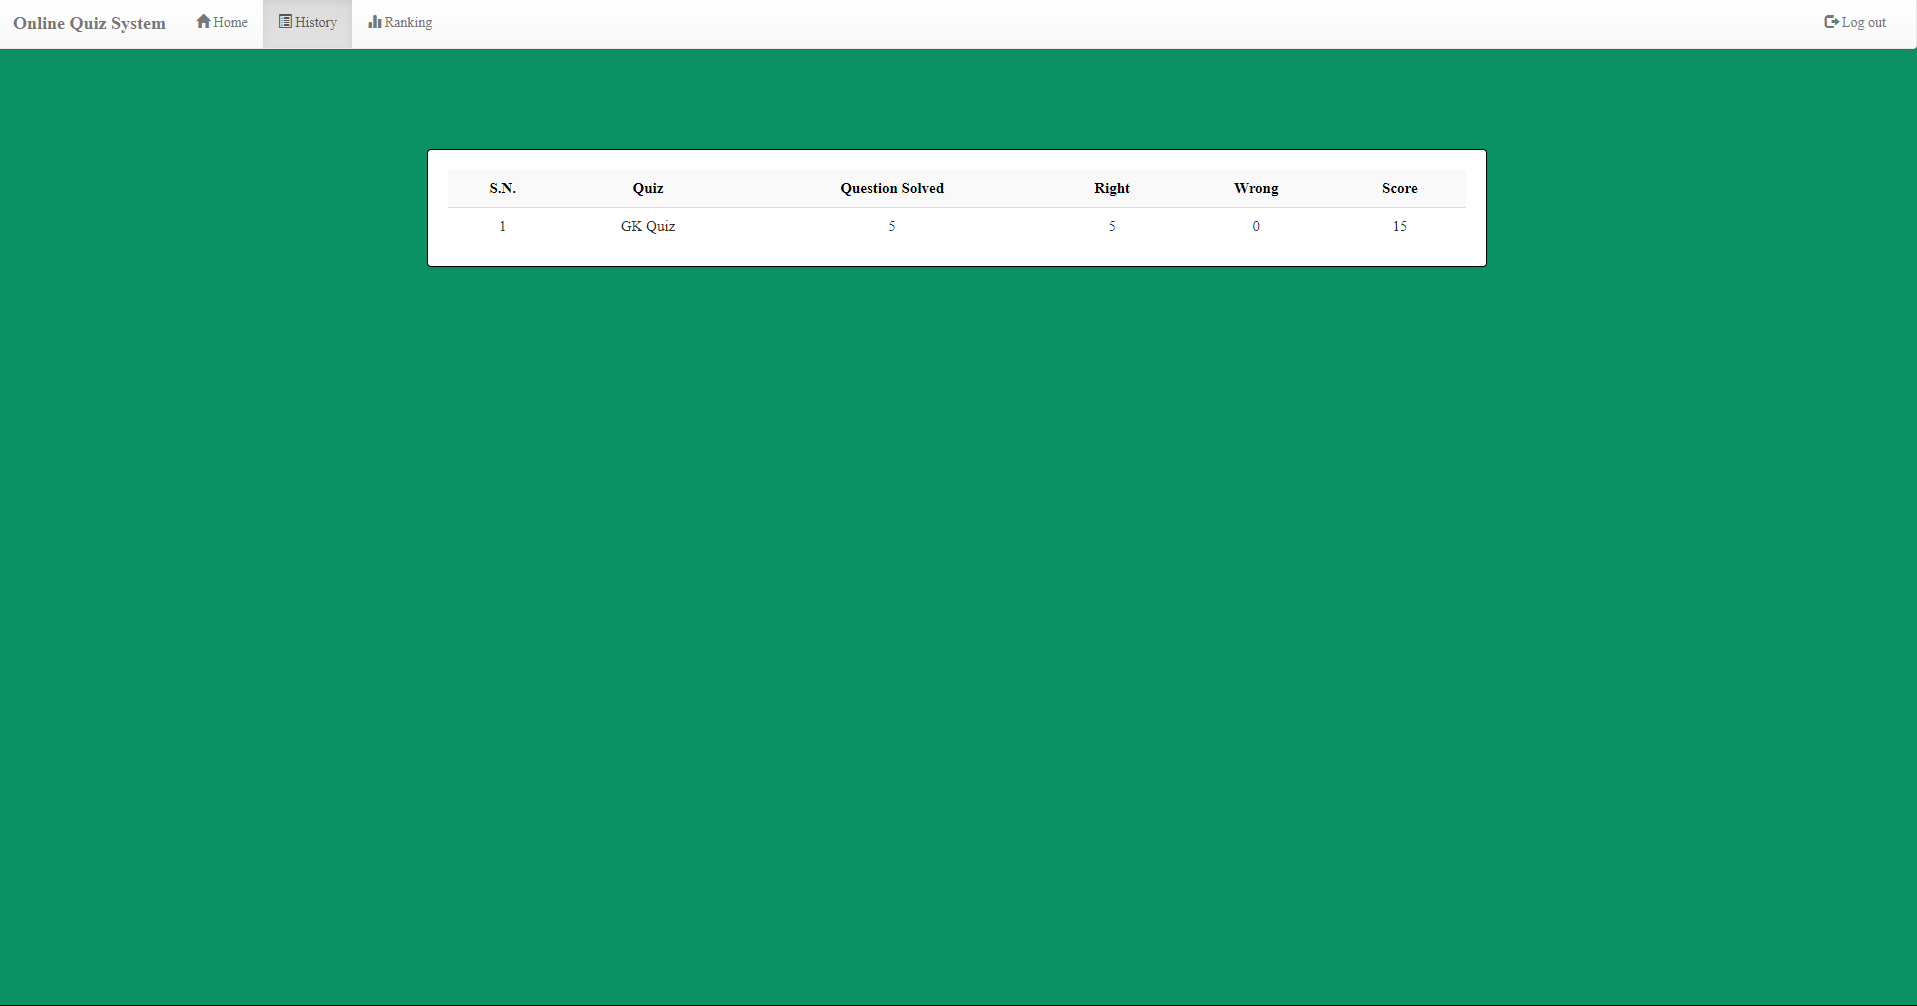 Online Quiz System Home History Ranking Log out
S.N. Quiz Question Solved Right Wrong Score
1 GK Quiz 5 5 0 15